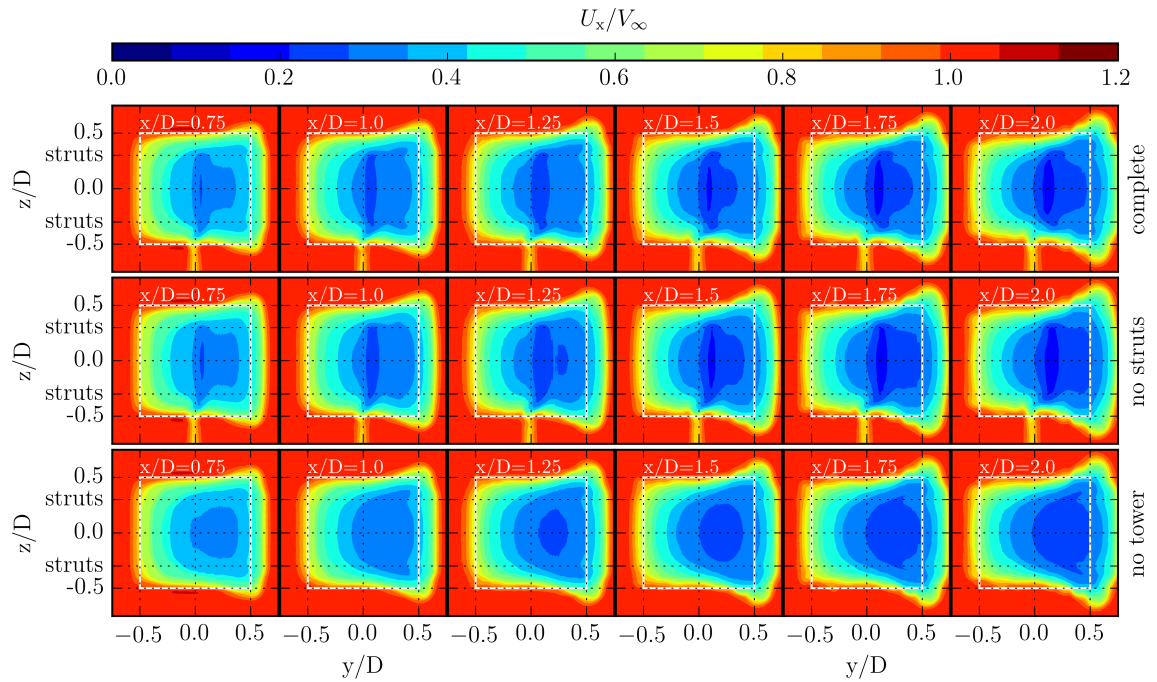 U_x/V_∞
0.0 0.2 0.4 0.6 0.8 1.0 1.2
x/D=0.75 x/D=1.0 x/D=1.25 x/D=1.5 x/D=1.75 x/D=2.0
0.5
struts
z/D 0.0 complete
struts
-0.5
x/D=0.75 x/D=1.0 x/D=1.25 x/D=1.5 x/D=1.75 x/D=2.0
0.5
struts
z/D 0.0 no struts
struts
-0.5
x/D=0.75 x/D=1.0 x/D=1.25 x/D=1.5 x/D=1.75 x/D=2.0
0.5
struts
z/D 0.0 no tower
struts
-0.5
−0.5 0.0 0.5 −0.5 0.0 0.5 −0.5 0.0 0.5 −0.5 0.0 0.5 −0.5 0.0 0.5 −0.5 0.0 0.5
y/D y/D